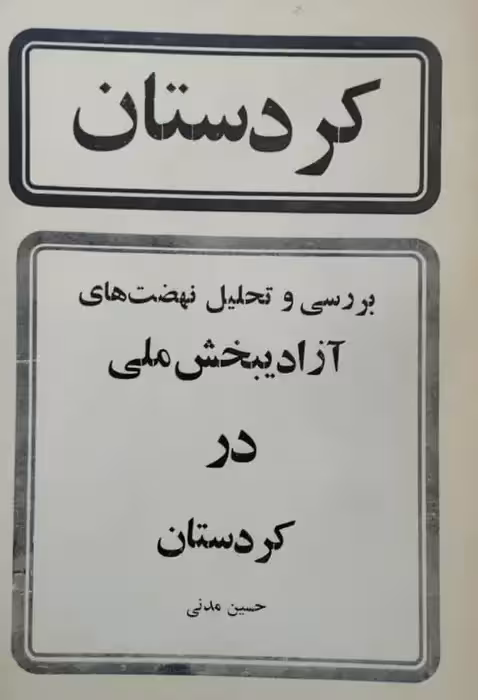 کردستان
بررسی و تحلیل نهضت‌های
آزادیبخش ملی
در
کردستان
حسین مدنی